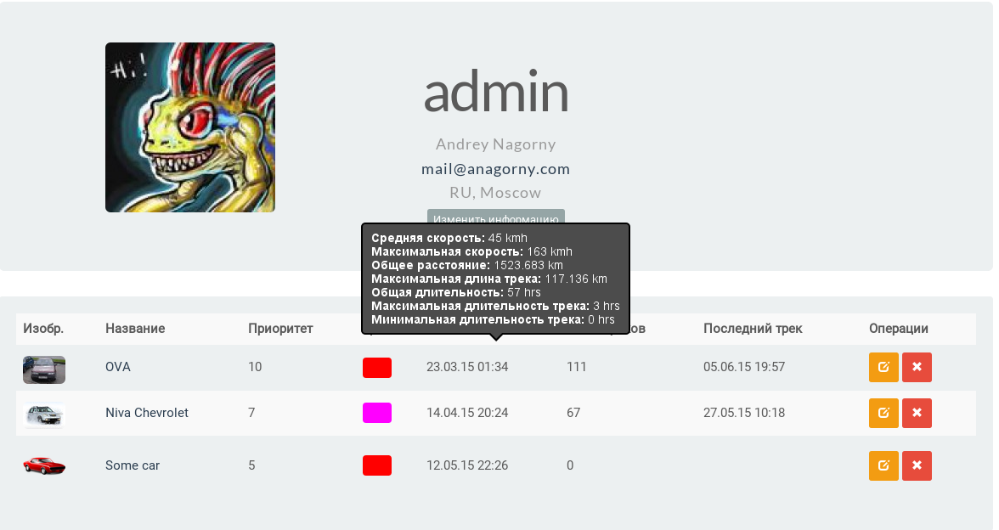 Hi!
admin
Andrey Nagorny
mail@anagorny.com
RU, Moscow
Изменить информацию
Средняя скорость: 45 kmh
Максимальная скорость: 163 kmh
Общее расстояние: 1523.683 km
Максимальная длина трека: 117.136 km
Общая длительность: 57 hrs
Максимальная длительность трека: 3 hrs
Минимальная длительность трека: 0 hrs
Изобр. Название Приоритет Последний трек Операции
OVA 10 23.03.15 01:34 111 05.06.15 19:57
Niva Chevrolet 7 14.04.15 20:24 67 27.05.15 10:18
Some car 5 12.05.15 22:26 0